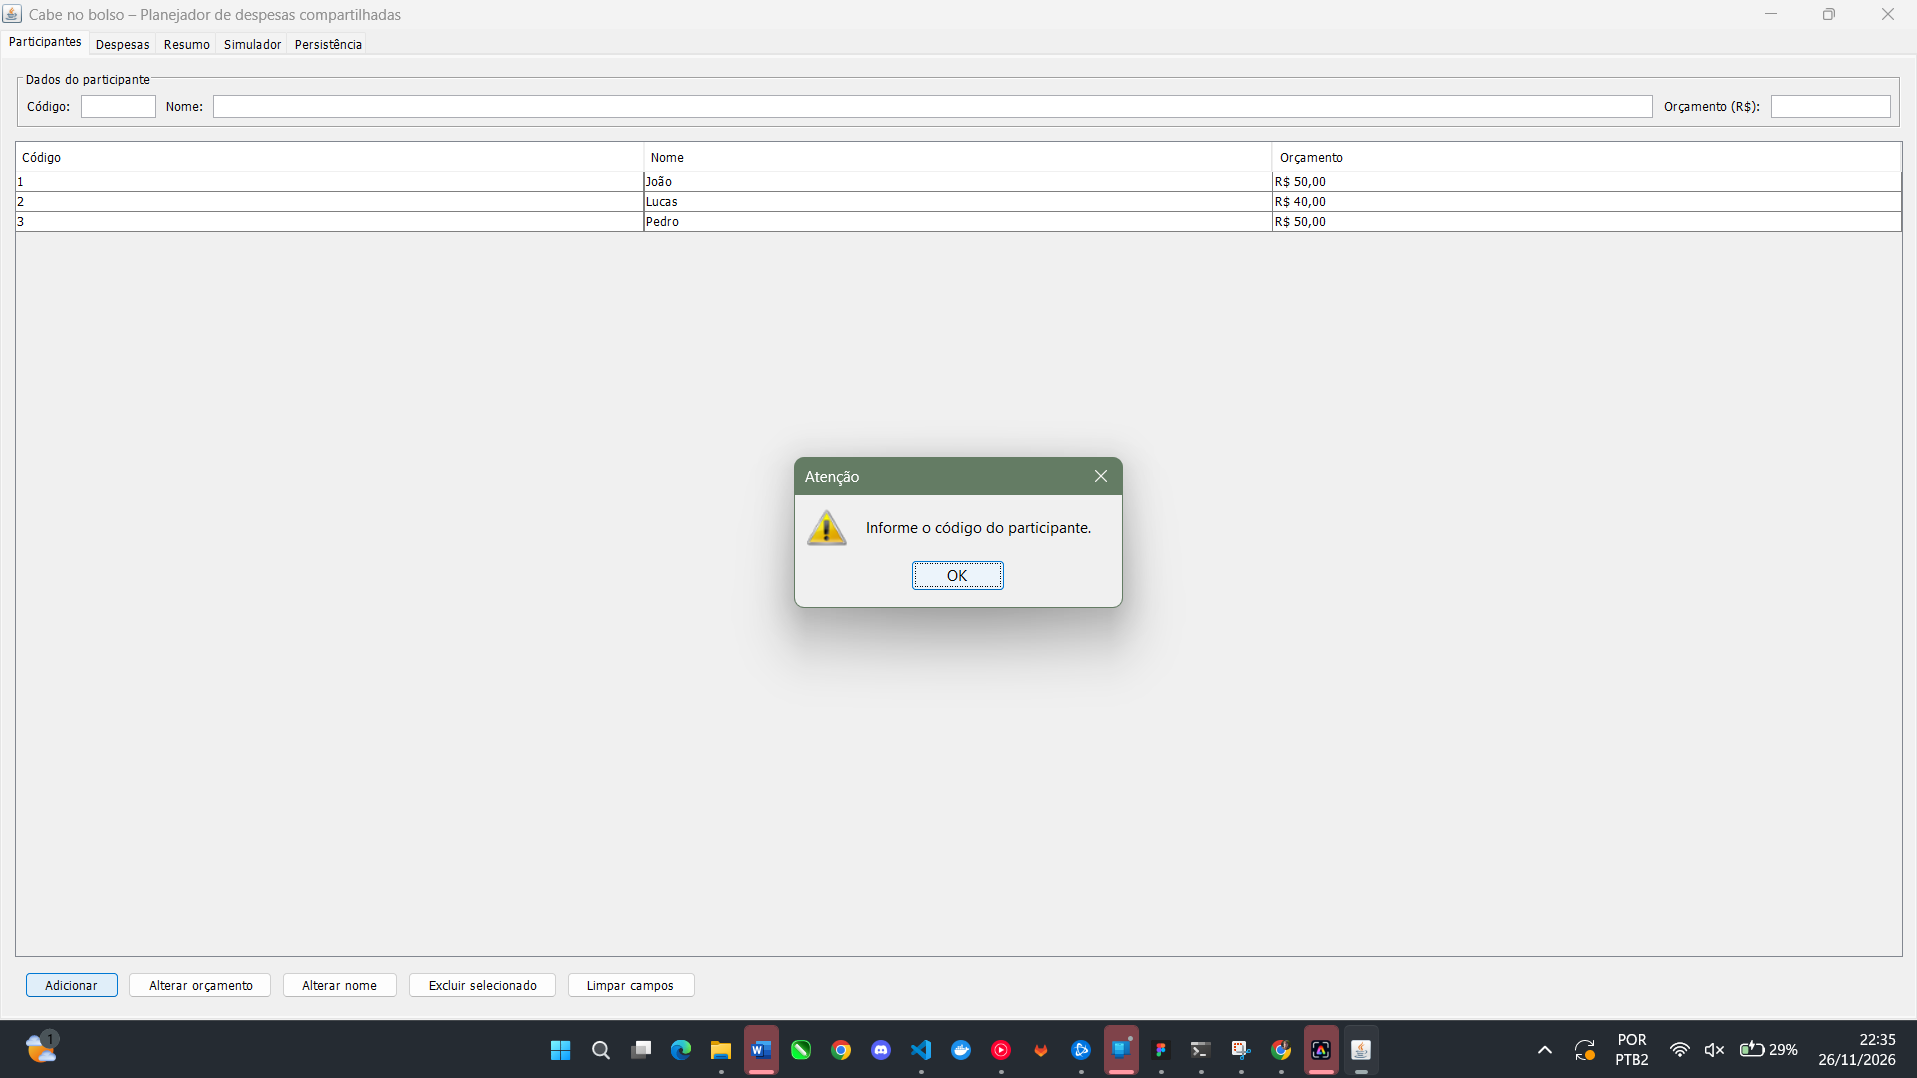 Cabe no bolso – Planejador de despesas compartilhadas
Participantes Despesas Resumo Simulador Persistência
Dados do participante
Código: Nome: Orçamento (R$):
Código Nome Orçamento
1 João R$ 50,00
2 Lucas R$ 40,00
3 Pedro R$ 50,00
Atenção
Informe o código do participante.
OK
Adicionar Alterar orçamento Alterar nome Excluir selecionado Limpar campos
1
POR
PTB2
29%
22:35
26/11/2026